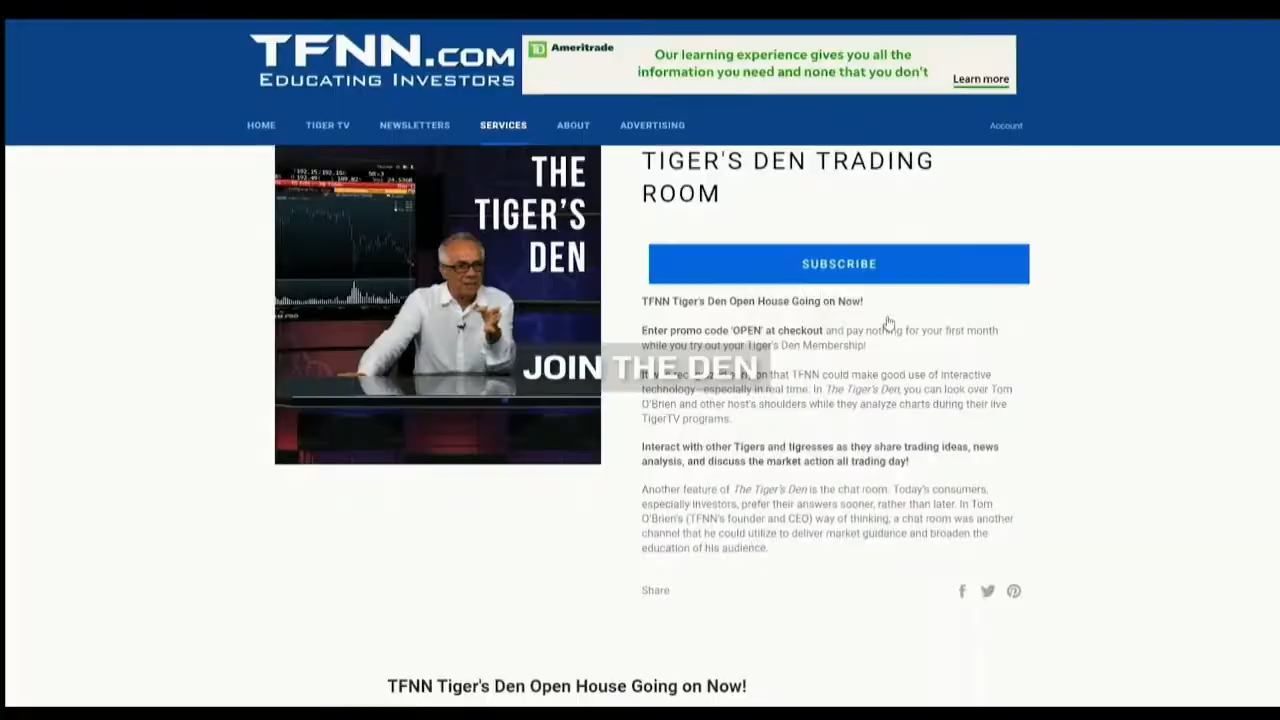 TFNN.COM
EDUCATING INVESTORS
TD Ameritrade
Our learning experience gives you all the
information you need and none that you don't
Learn more
HOME
TIGER TV
NEWSLETTERS
SERVICES
ABOUT
ADVERTISING
Account
THE
TIGER'S
DEN
TIGER'S DEN TRADING
ROOM
SUBSCRIBE
TFNN Tiger's Den Open House Going on Now!
Enter promo code 'OPEN' at checkout and pay nothing for your first month
while you try out your Tiger's Den Membership!
JOIN THE DEN
that TFNN could make good use of interactive
technology—especially in real time. In The Tiger's Den, you can look over Tom
O'Brien and other host's shoulders while they analyze charts during their live
TigerTV programs.
Interact with other Tigers and tigresses as they share trading ideas, news
analysis, and discuss the market action all trading day!
Another feature of The Tiger's Den is the chat room. Today's consumers,
especially investors, prefer their answers sooner, rather than later. In Tom
O'Brien's (TFNN's founder and CEO) way of thinking, a chat room was another
channel that he could utilize to deliver market guidance and broaden the
education of his audience.
Share
TFNN Tiger's Den Open House Going on Now!